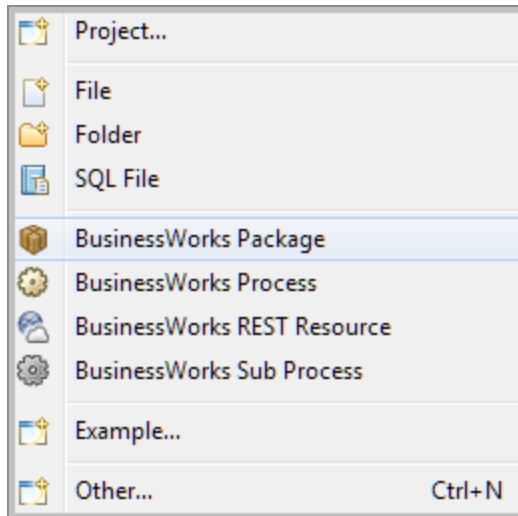 Project...
File
Folder
SQL File
BusinessWorks Package
BusinessWorks Process
BusinessWorks REST Resource
BusinessWorks Sub Process
Example...
Other... Ctrl+N